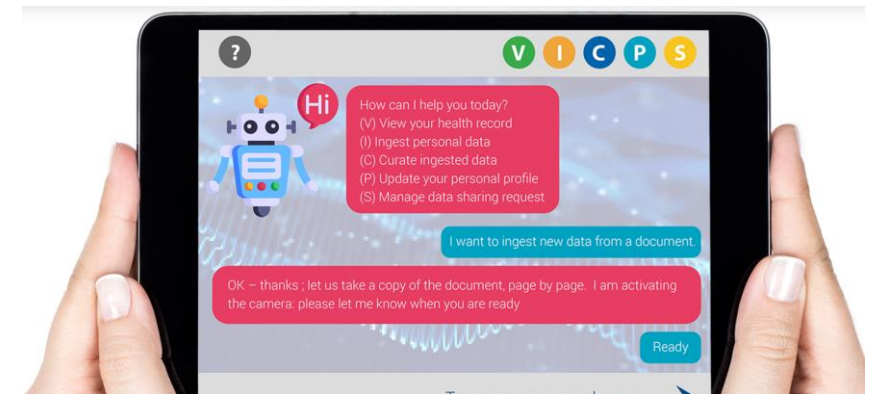 ?
V I C P S
Hi
How can I help you today?
(V) View your health record
(I) Ingest personal data
(C) Curate ingested data
(P) Update your personal profile
(S) Manage data sharing request
I want to ingest new data from a document.
OK – thanks ; let us take a copy of the document, page by page. I am activating
the camera: please let me know when you are ready
Ready